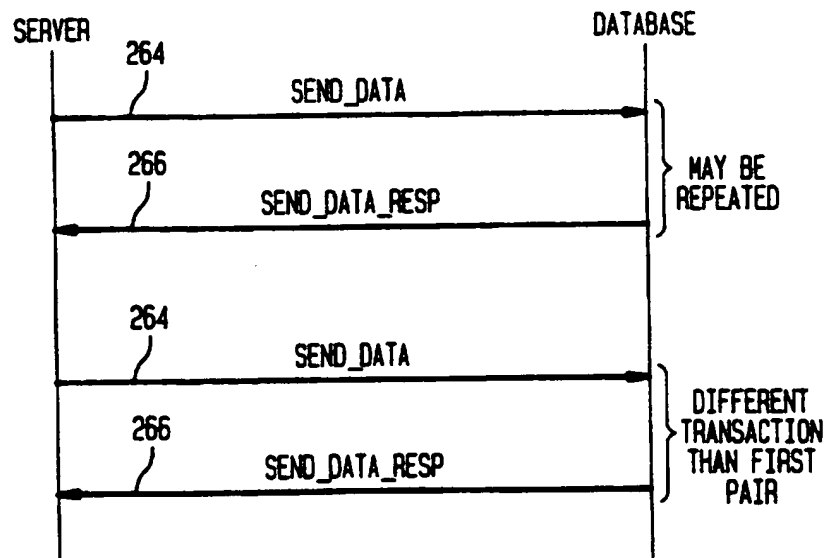 SERVER
DATABASE
264
SEND_DATA
266
SEND_DATA_RESP
MAY BE
REPEATED
264
SEND_DATA
266
SEND_DATA_RESP
DIFFERENT
TRANSACTION
THAN FIRST
PAIR